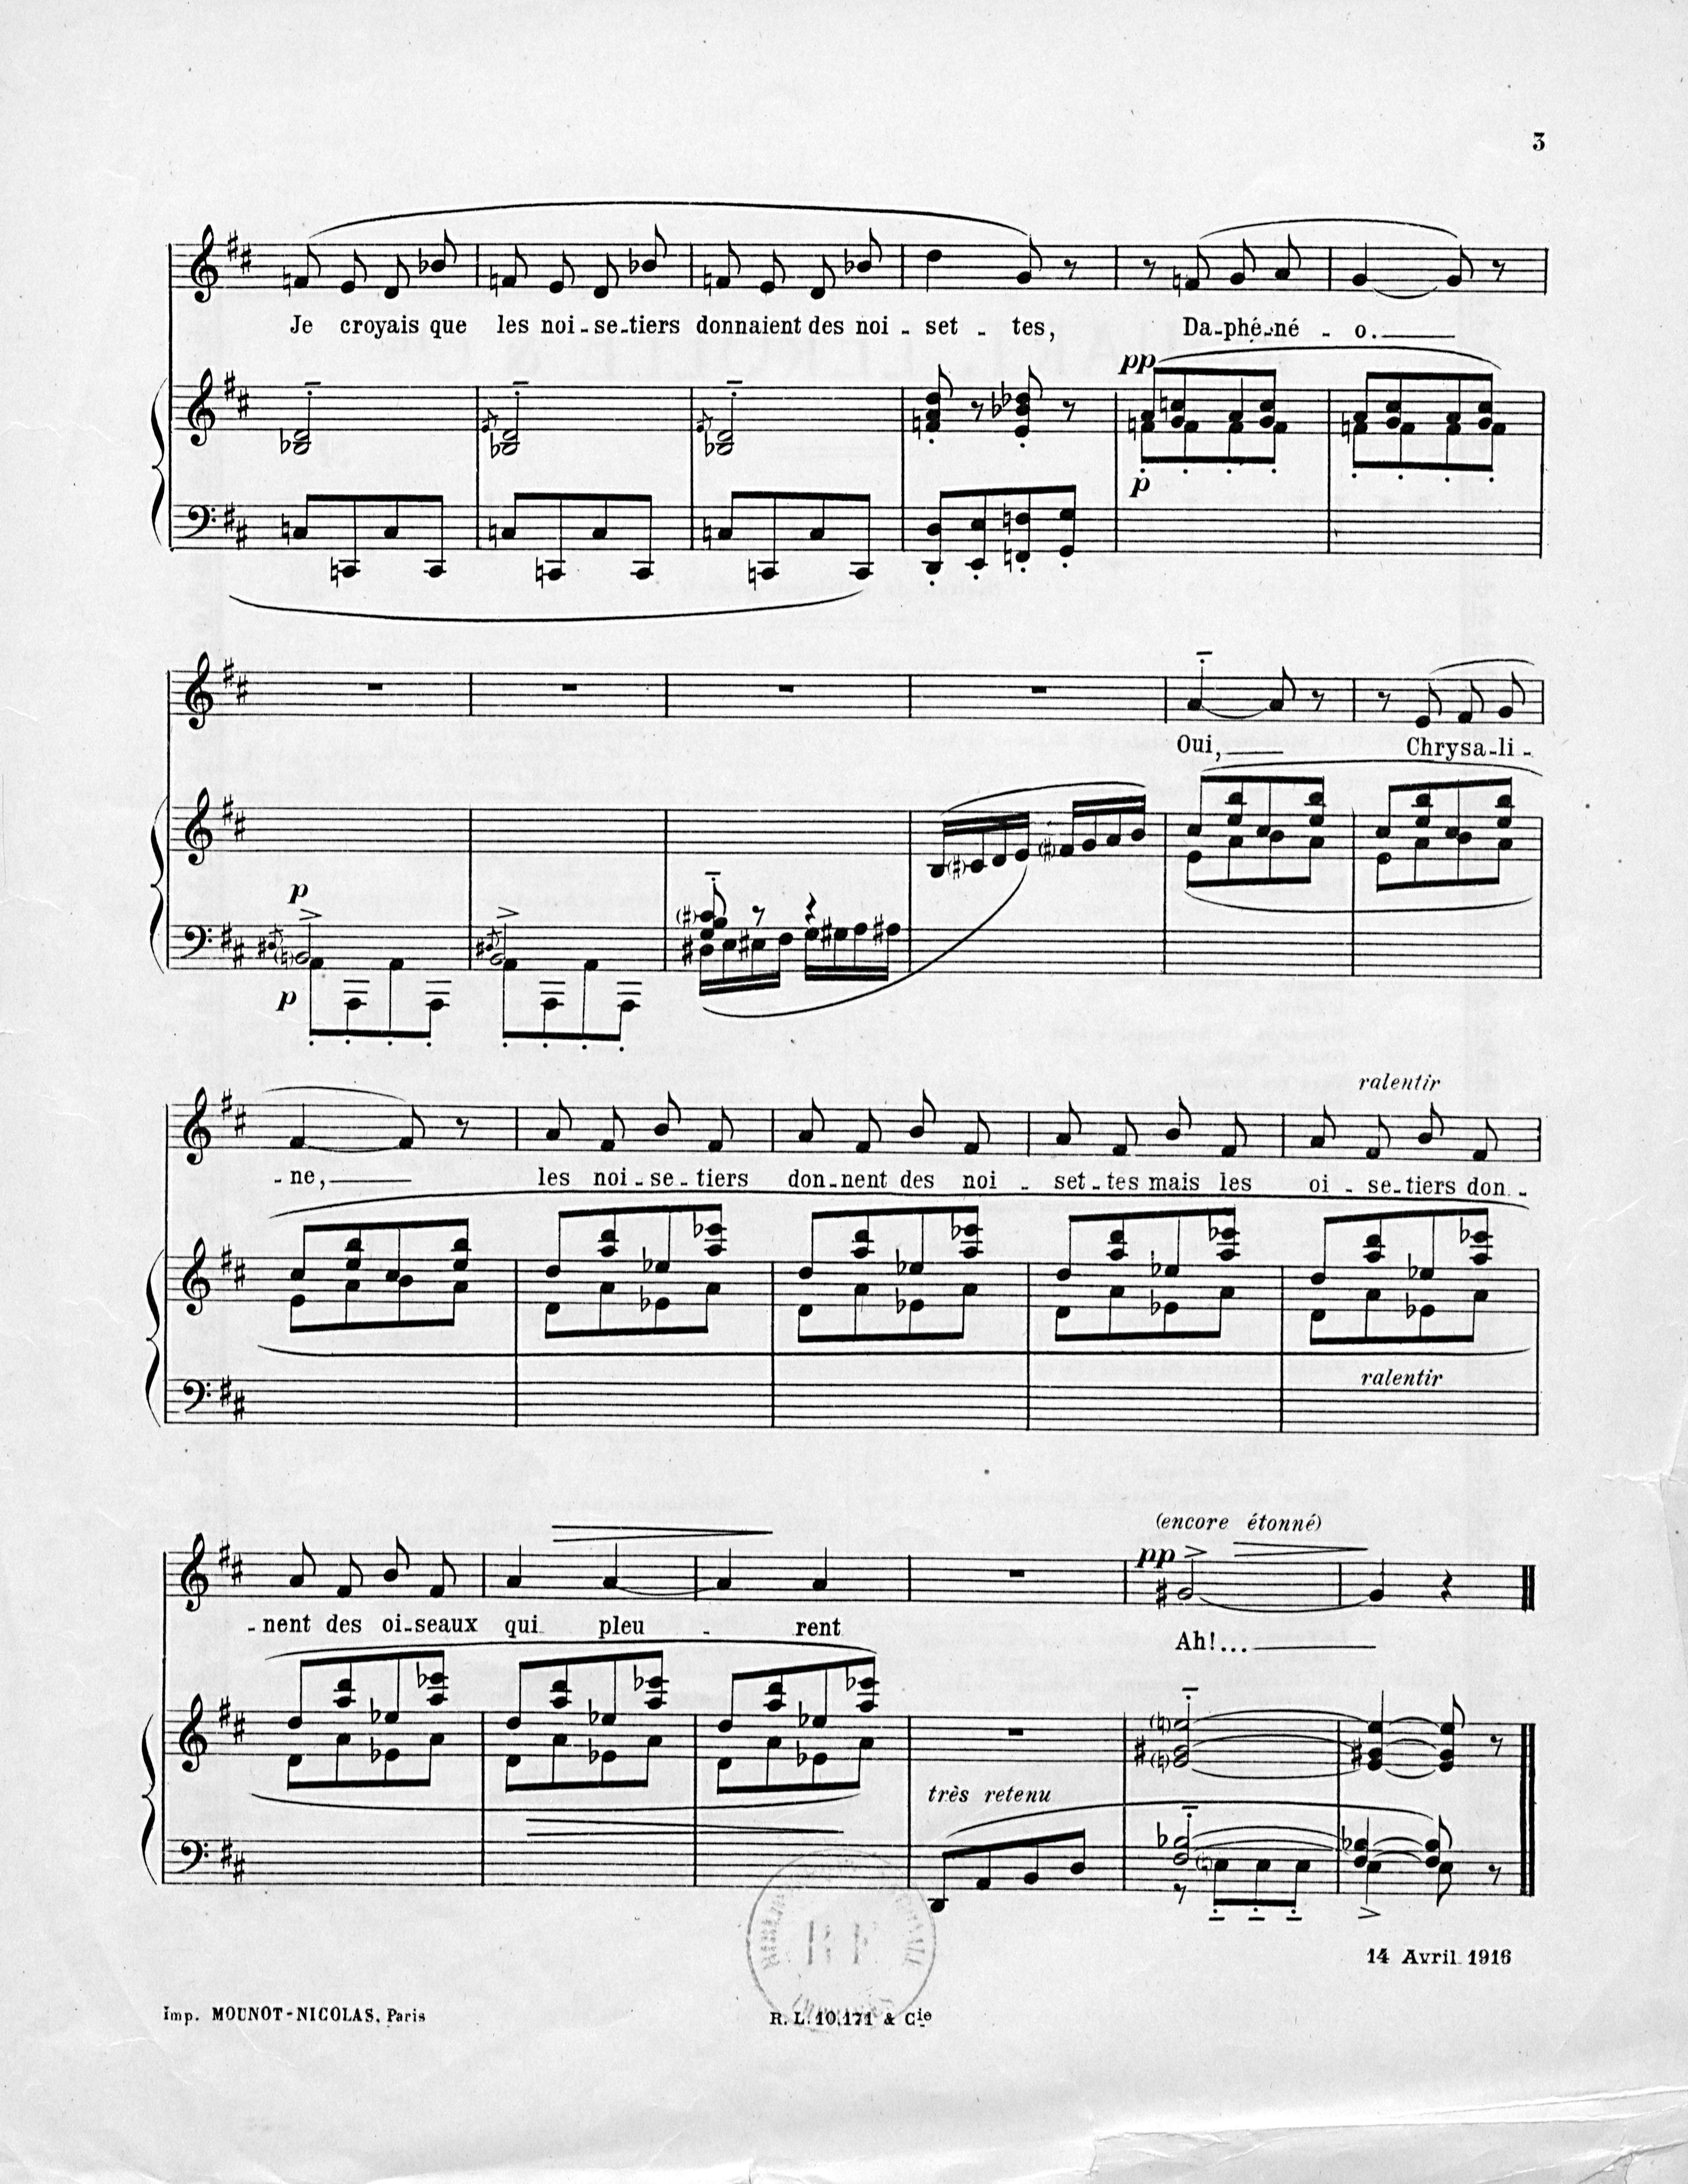 3
Je croyais que les noi-se-tiers donnaient des noi-set-tes, Da-phé-né-o.
pp
p
Oui, Chrysa-li-
p
p
ralentir
-ne, les noi-se-tiers don-nent des noi-set-tes mais les oi-se-tiers don-
ralentir
(encore étonné)
pp
-nent des oi-seaux qui pleu-rent Ah!...
très retenu
14 Avril 1916
Imp. MOUNOT-NICOLAS, Paris R. L. 10,171 & Cie